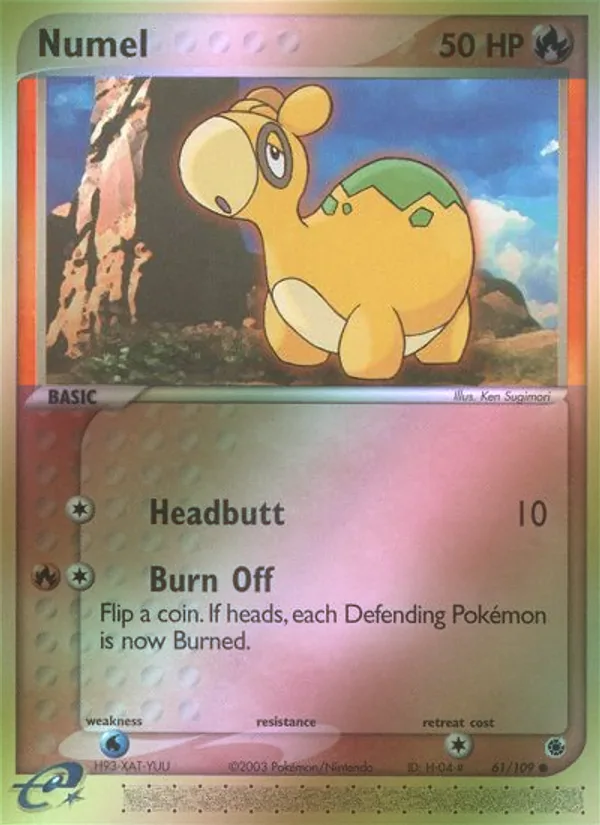 Numel 50 HP
BASIC Illus. Ken Sugimori
Headbutt 10
Burn Off
Flip a coin. If heads, each Defending Pokémon
is now Burned.
weakness resistance retreat cost
H93-XAT-YUU ©2003 Pokémon/Nintendo ID: H-04 # 61/109 ●